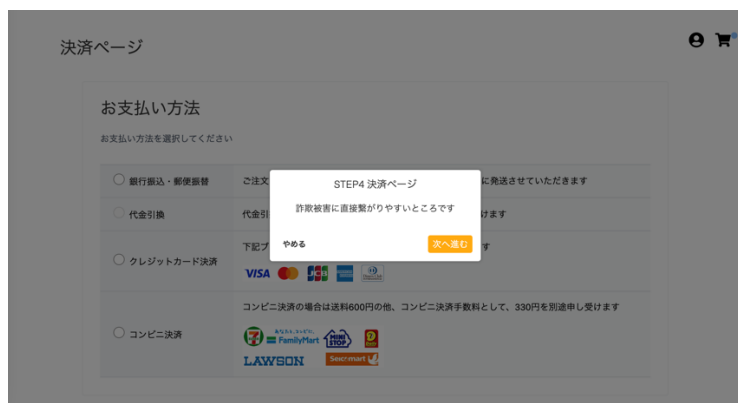 決済ページ
お支払い方法
お支払い方法を選択してください
銀行振込・郵便振替
ご注文
に発送させていただきます
代金引換
代金引
けます
クレジットカード決済
下記ブ
す
VISA
JCB
コンビニ決済の場合は送料600円の他、コンビニ決済手数料として、330円を別途申し受けます
コンビニ決済
あなたと、コンビに、
FamilyMart
MINI
STOP
LAWSON
Seicomart
STEP4 決済ページ
詐欺被害に直接繋がりやすいところです
やめる
次へ進む